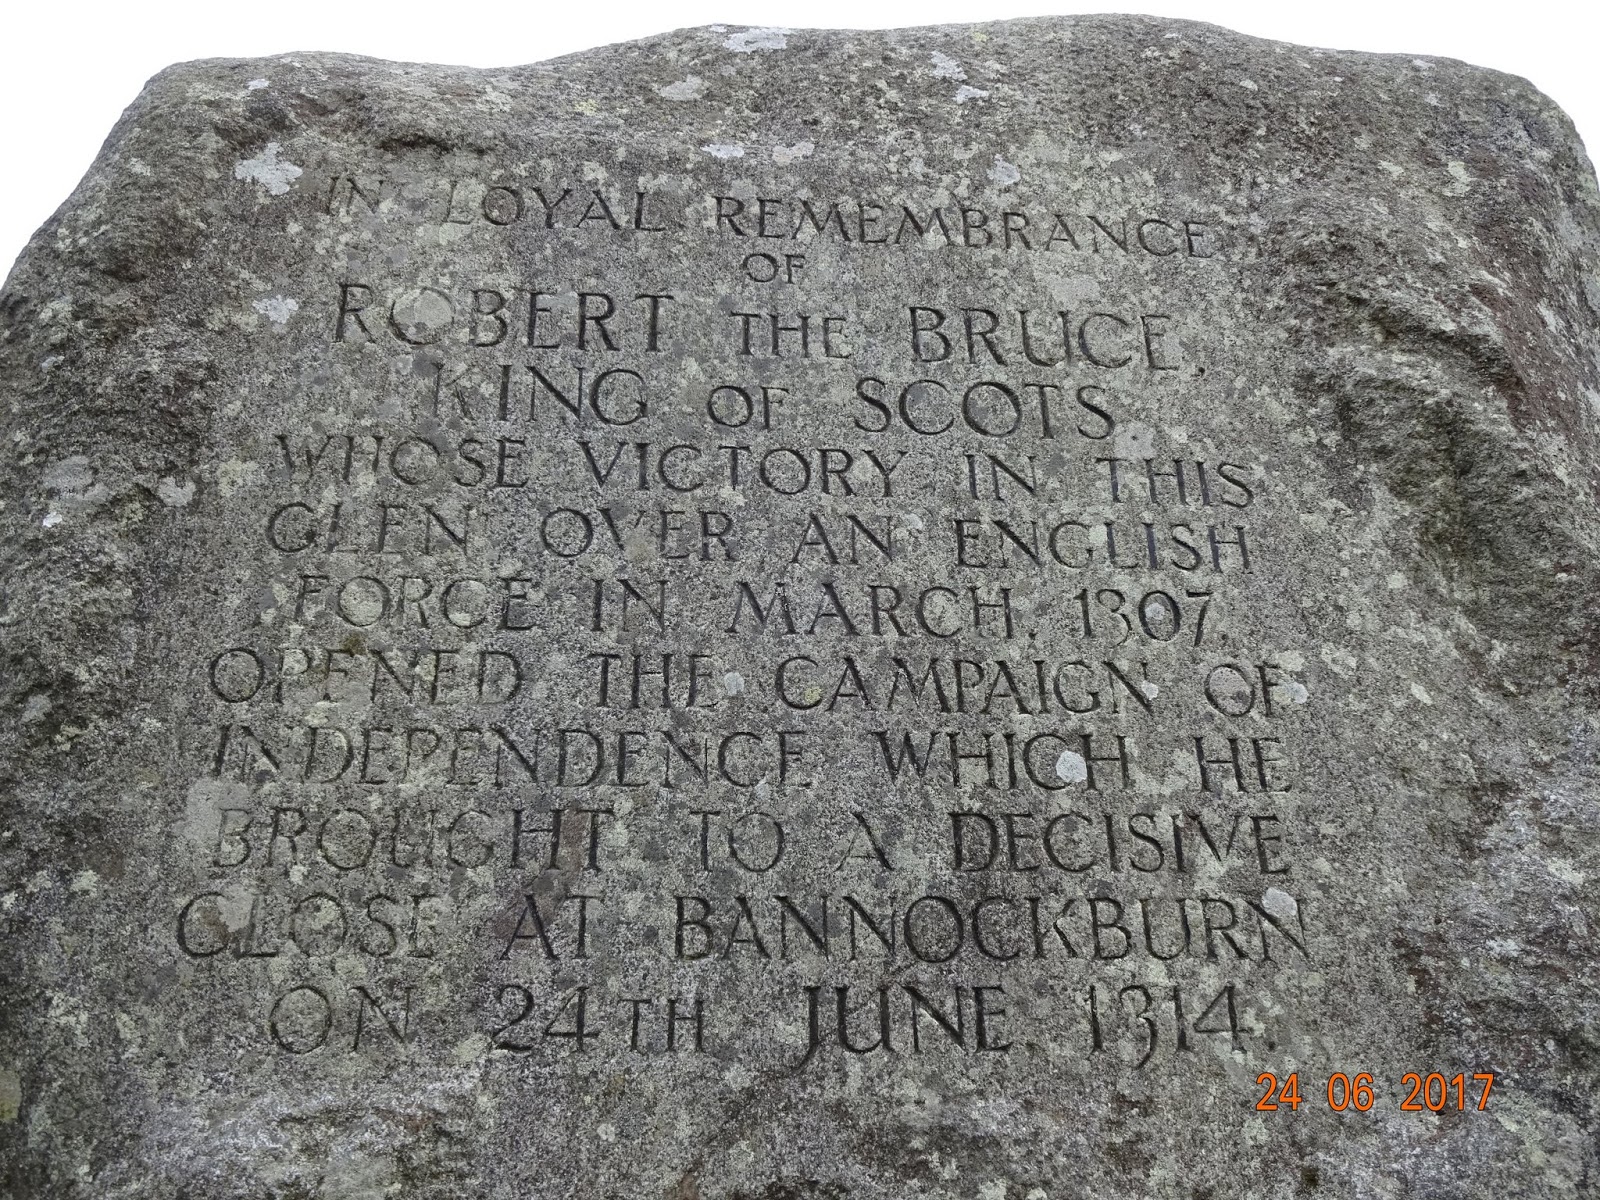 IN LOYAL REMEMBRANCE
OF
ROBERT THE BRUCE,
KING OF SCOTS
WHOSE VICTORY IN THIS
GLEN OVER AN ENGLISH
FORCE IN MARCH 1307,
OPENED THE CAMPAIGN OF
INDEPENDENCE WHICH HE
BROUGHT TO A DECISIVE
CLOSE AT BANNOCKBURN
ON 24TH JUNE 1314
24 06 2017